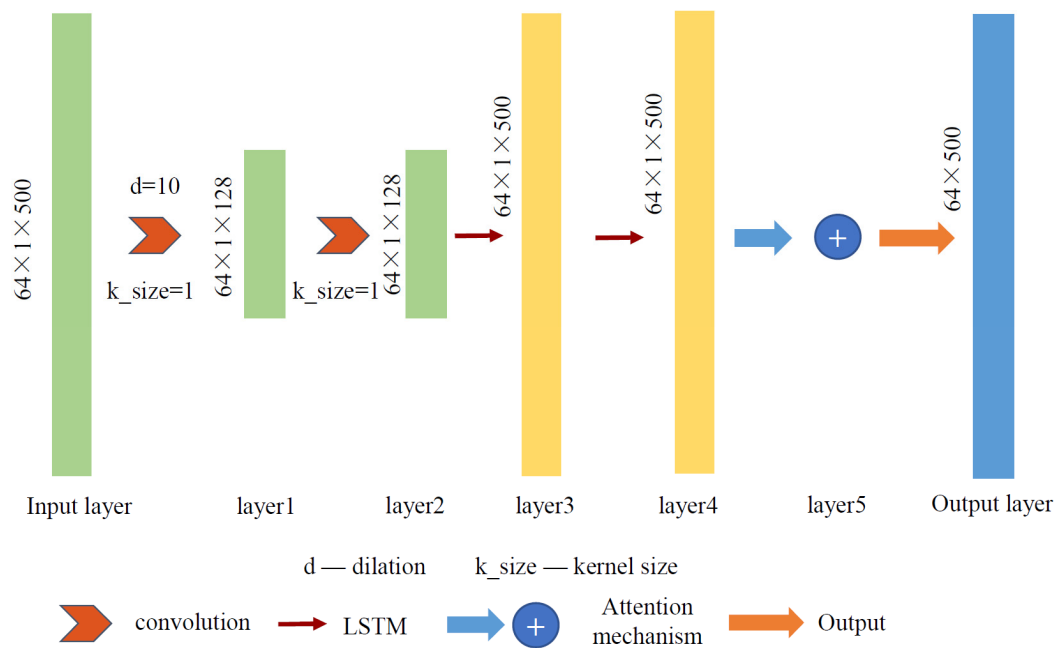 64×1×500
d=10
k_size=1
64×1×128
k_size=1
64×1×128
64×1×500
64×1×500
64×500
Input layer
layer1
layer2
layer3
layer4
layer5
Output layer
d — dilation
k_size — kernel size
convolution
LSTM
+
+
Attention
mechanism
Output